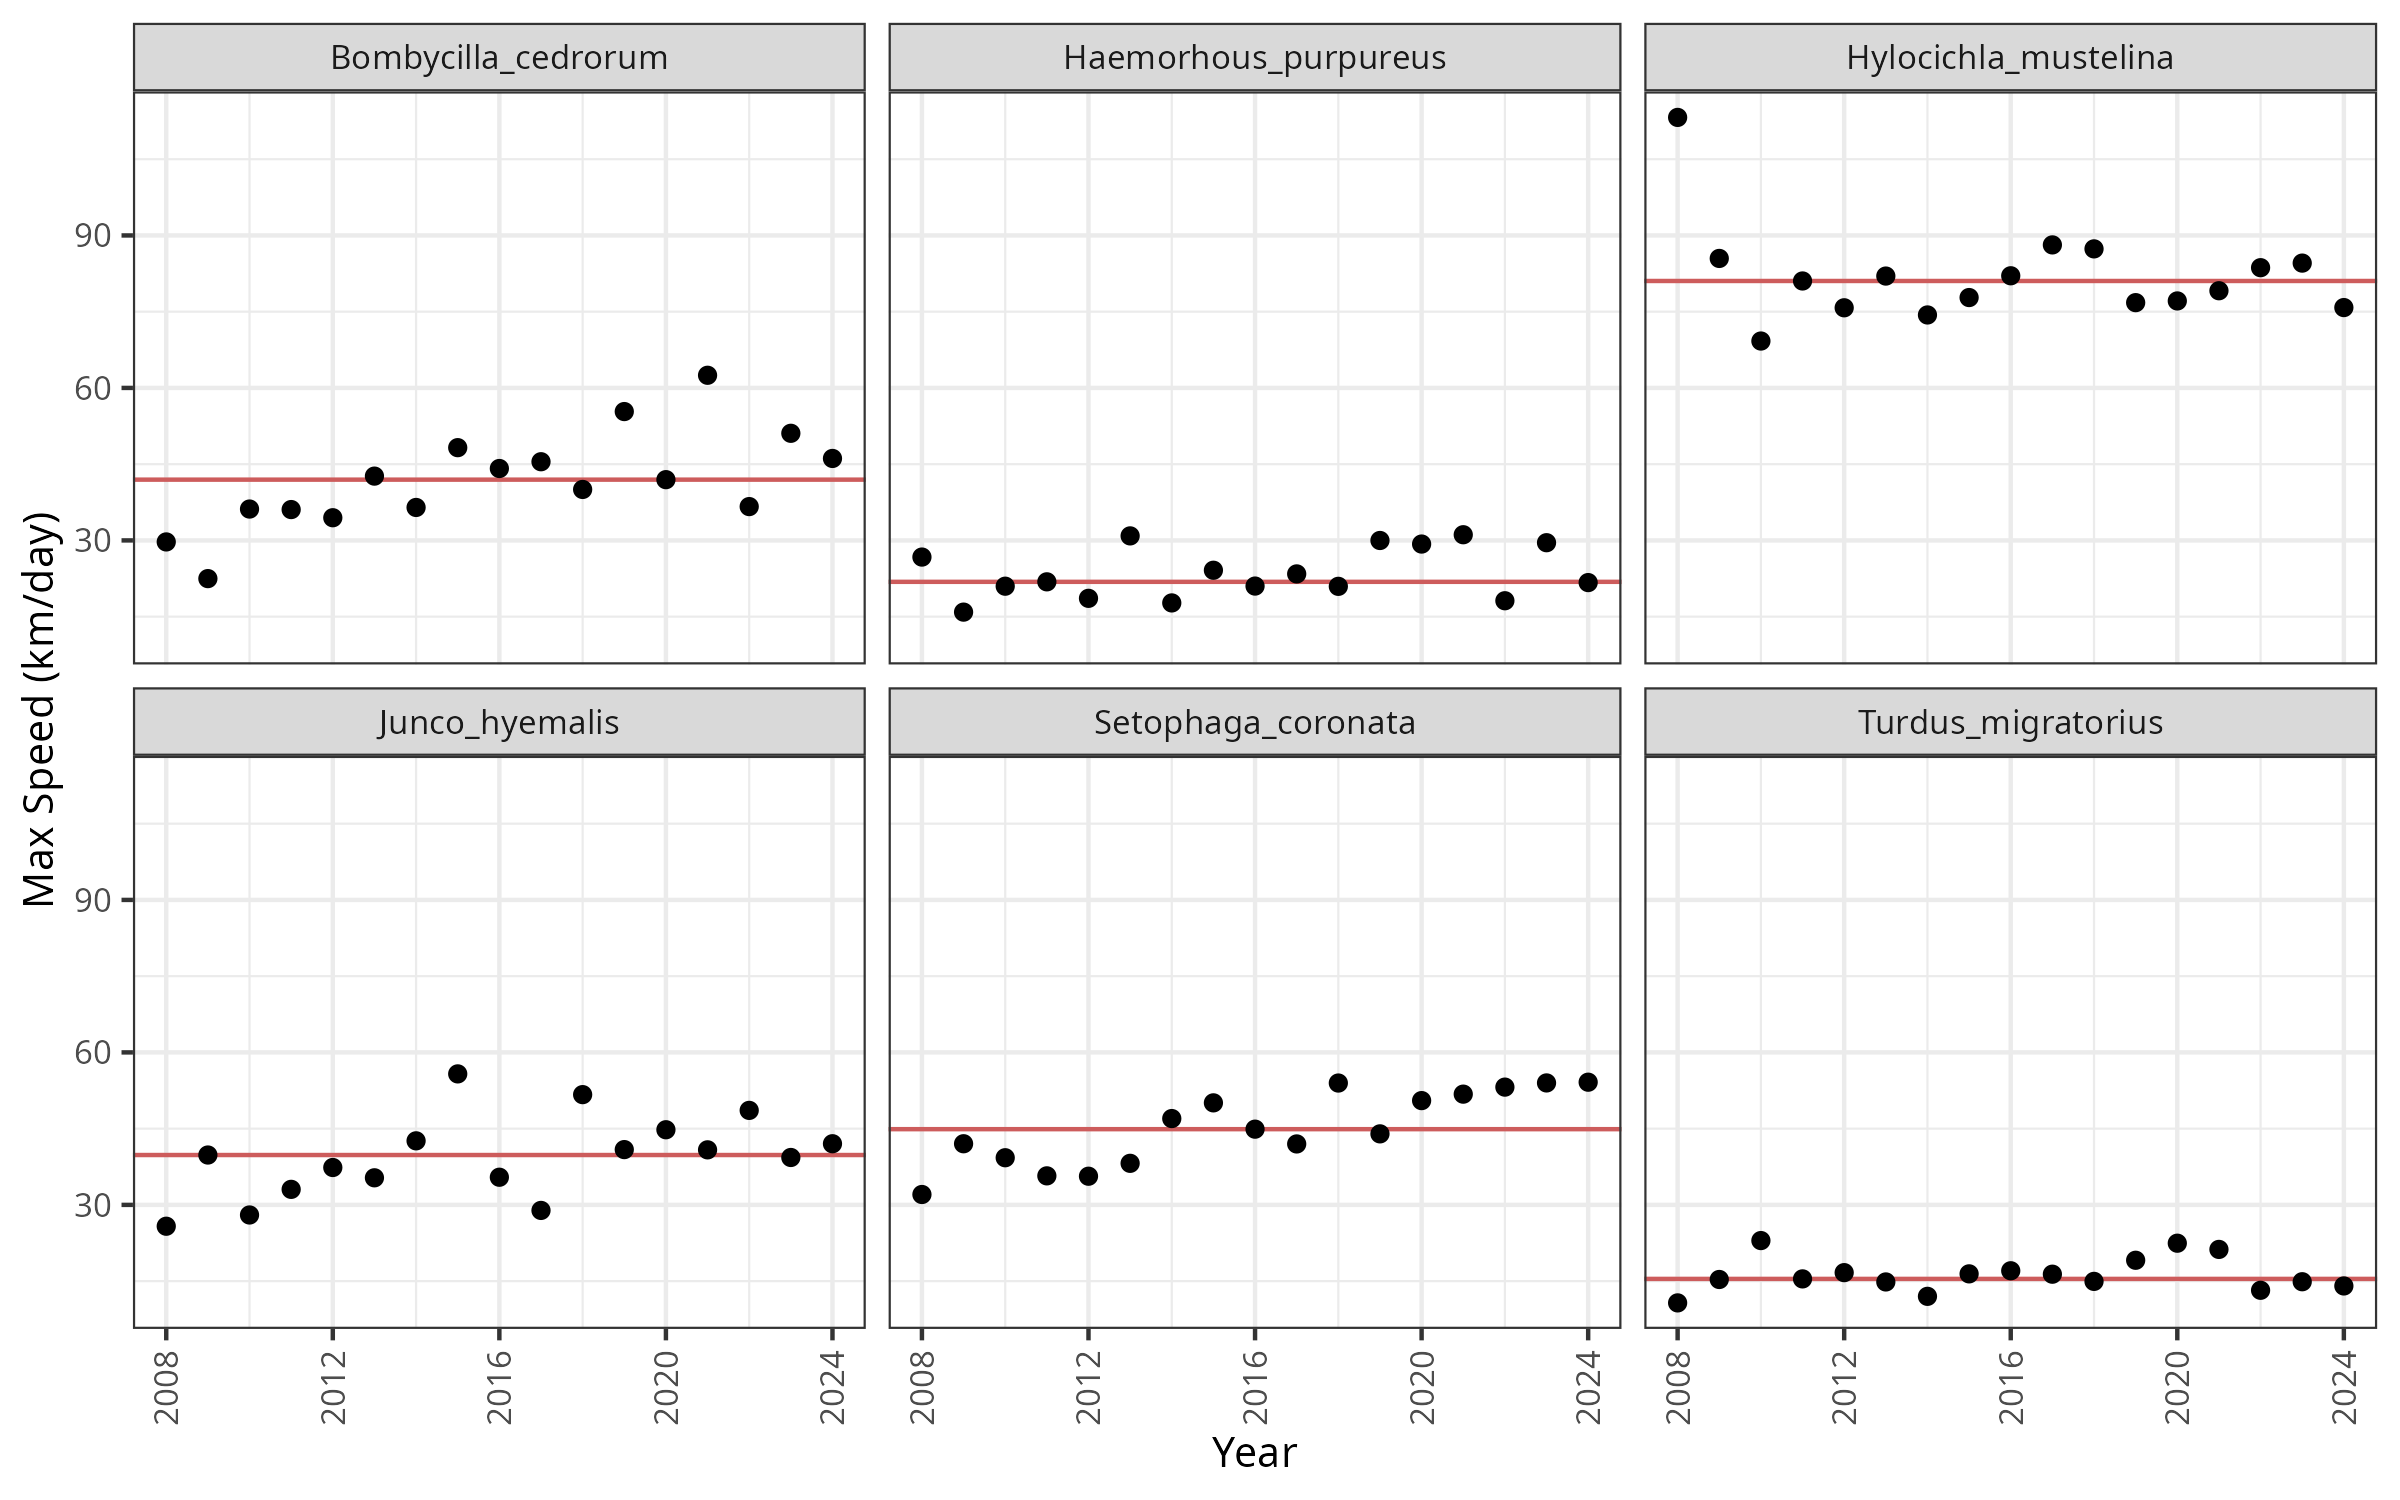 Bombycilla_cedrorum
Haemorhous_purpureus
Hylocichla_mustelina
90
60
30
Junco_hyemalis
Setophaga_coronata
Turdus_migratorius
90
60
30
Max Speed (km/day)
2008 2012 2016 2020 2024
2008 2012 2016 2020 2024
2008 2012 2016 2020 2024
Year